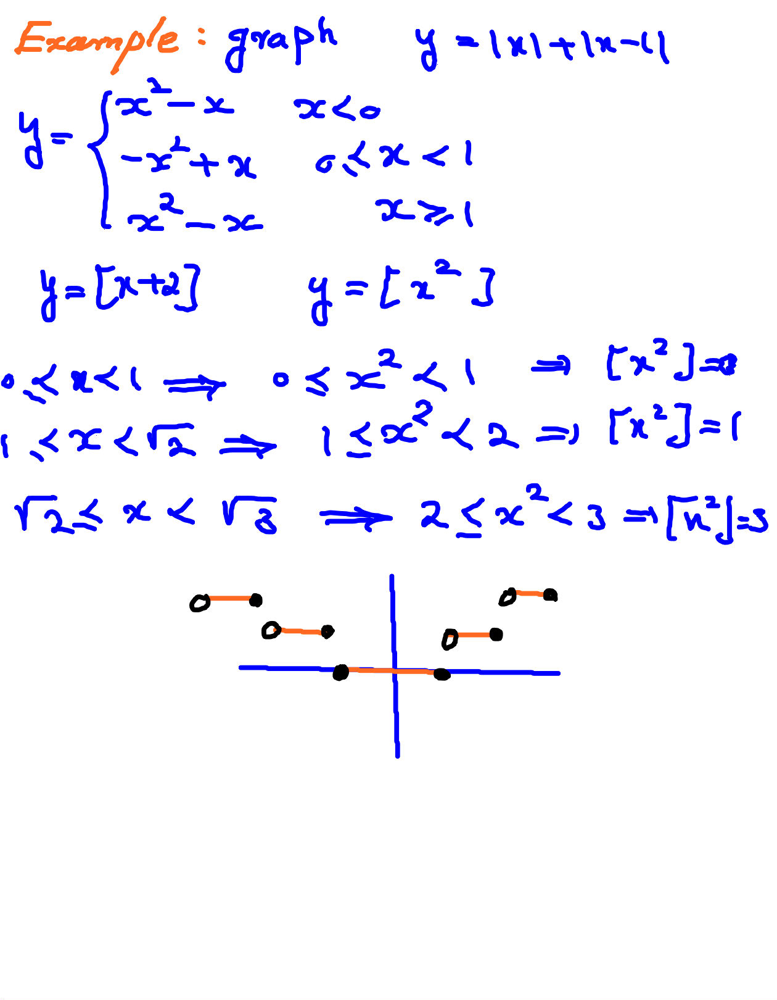 Example: graph y = |x| + |x - 1|
y = { x² - x x < 0
-x² + x 0 ≤ x < 1
x² - x x ≥ 1
y = [x+2] y = [x²]
0 ≤ x < 1 ⟹ 0 ≤ x² < 1 ⟹ [x²] =
1 ≤ x < √2 ⟹ 1 ≤ x² < 2 ⟹ [x²] = 1
√2 ≤ x < √3 ⟹ 2 ≤ x² < 3 ⟹ [x²] = 3